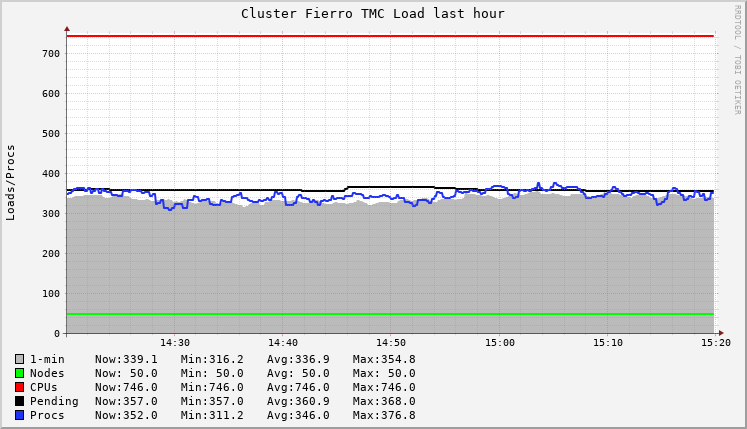 Cluster Fierro TMC Load last hour
RRDTOOL / TOBI OETIKER
Loads/Procs
700
600
500
400
300
200
100
0
14:30 14:40 14:50 15:00 15:10 15:20
1-min Now:339.1 Min:316.2 Avg:336.9 Max:354.8
Nodes Now: 50.0 Min: 50.0 Avg: 50.0 Max: 50.0
CPUs Now:746.0 Min:746.0 Avg:746.0 Max:746.0
Pending Now:357.0 Min:357.0 Avg:360.9 Max:368.0
Procs Now:352.0 Min:311.2 Avg:346.0 Max:376.8